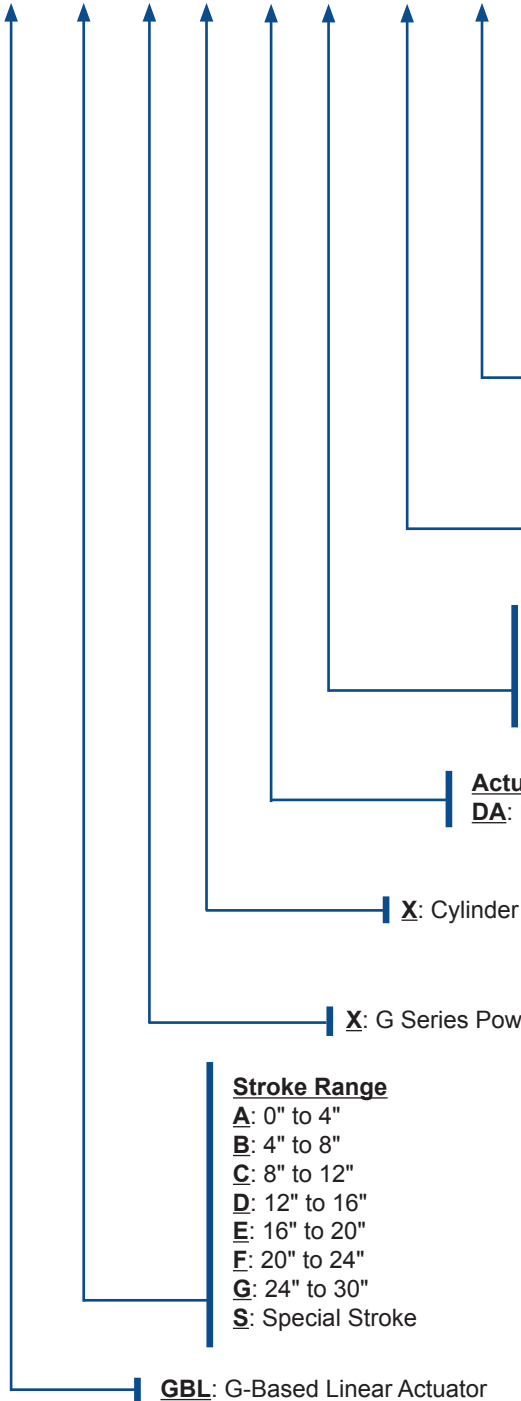 Actu
DA:
X: Cylinder
X: G Series Pow
Stroke Range
A: 0" to 4"
B: 4" to 8"
C: 8" to 12"
D: 12" to 16"
E: 16" to 20"
F: 20" to 24"
G: 24" to 30"
S: Special Stroke
GBL: G-Based Linear Actuator